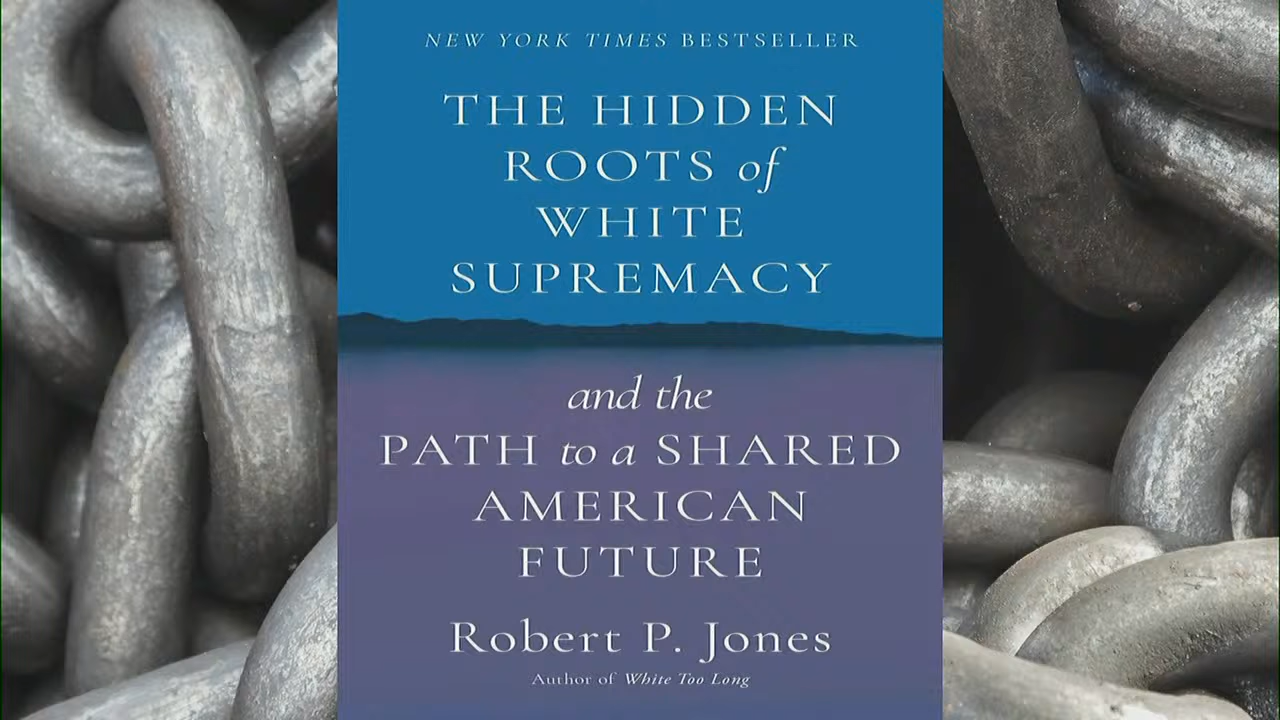 NEW YORK TIMES BESTSELLER
THE HIDDEN
ROOTS of
WHITE
SUPREMACY
and the
PATH to a SHARED
AMERICAN
FUTURE
Robert P. Jones
Author of White Too Long